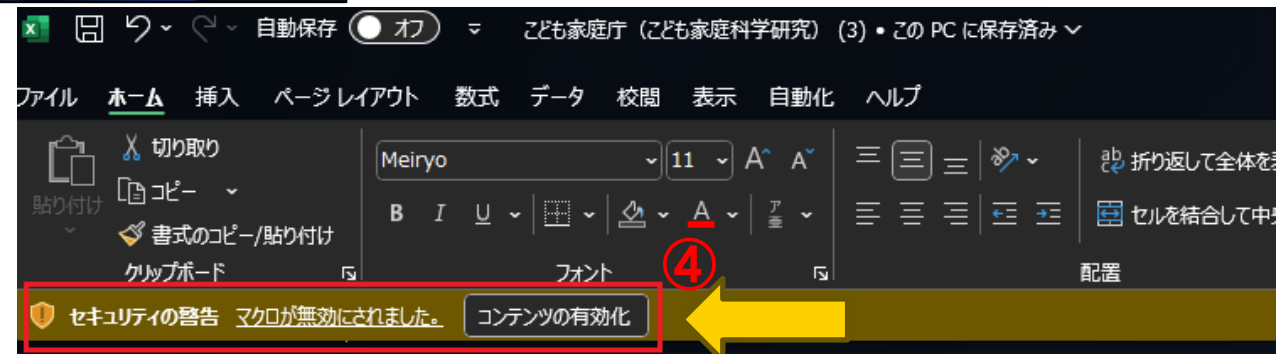 自動保存 オフ こども家庭庁（こども家庭科学研究） (3) • この PC に保存済み
ファイル ホーム 挿入 ページ レイアウト 数式 データ 校閲 表示 自動化 ヘルプ
貼り付け
切り取り
コピー
書式のコピー/貼り付け
クリップボード
Meiryo 11 A A
B I U A ア亜
フォント
④
ab 折り返して全体を
セルを結合して中央
配置
セキュリティの警告 マクロが無効にされました。 コンテンツの有効化